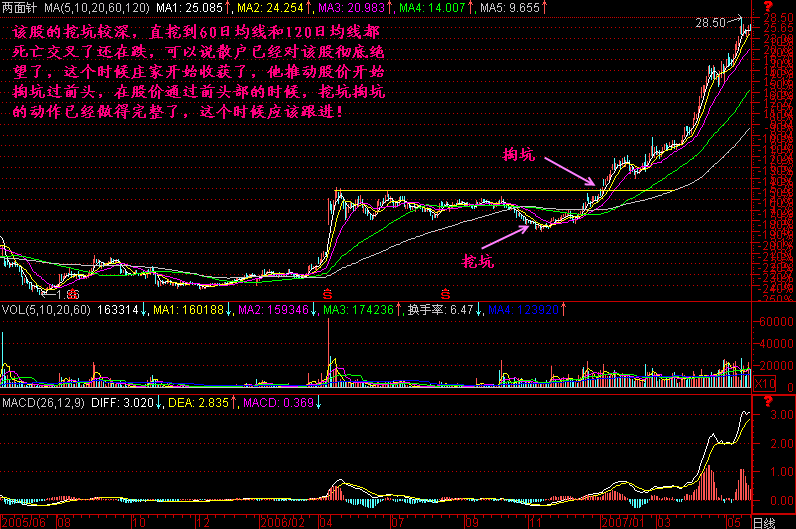 两面针 MA(5,10,20,60,120) MA1: 25.085↑, MA2: 24.254↑, MA3: 20.983↑, MA4: 14.007↑, MA5: 9.655↑
该股的挖坑较深，直挖到60日均线和120日均线都
死亡交叉了还在跌，可以说散户已经对该股彻底绝
望了，这个时候庄家开始收获了，他推动股价开始
掏坑过前头，在股价通过前头部的时候，挖坑掏坑
的动作已经做得完整了，这个时候应该跟进！
28.50
28.50
掏坑
挖坑
1.86
S
S
VOL(5,10,20,60) 163314↓, MA1: 160188↓, MA2: 159346↓, MA3: 174236↑, 换手率: 6.47↓, MA4: 123920↑
60000
40000
20000
X10
0
MACD(26,12,9) DIFF: 3.020↓, DEA: 2.835↑, MACD: 0.369↓
?
3.00
2.00
1.00
0.00
2005/06 08 10 12 2006/02 04 07 09 11 2007/01 03 05 日线